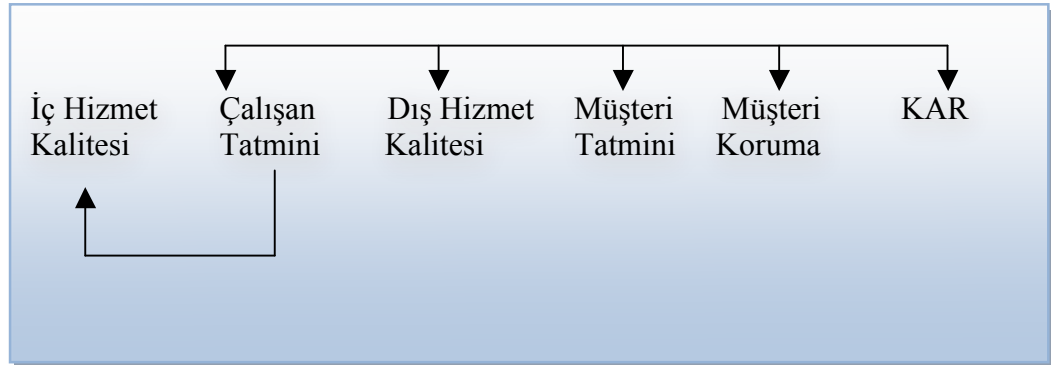 İç Hizmet Kalitesi
Çalışan Tatmini
Dış Hizmet Kalitesi
Müşteri Tatmini
Müşteri Koruma
KAR